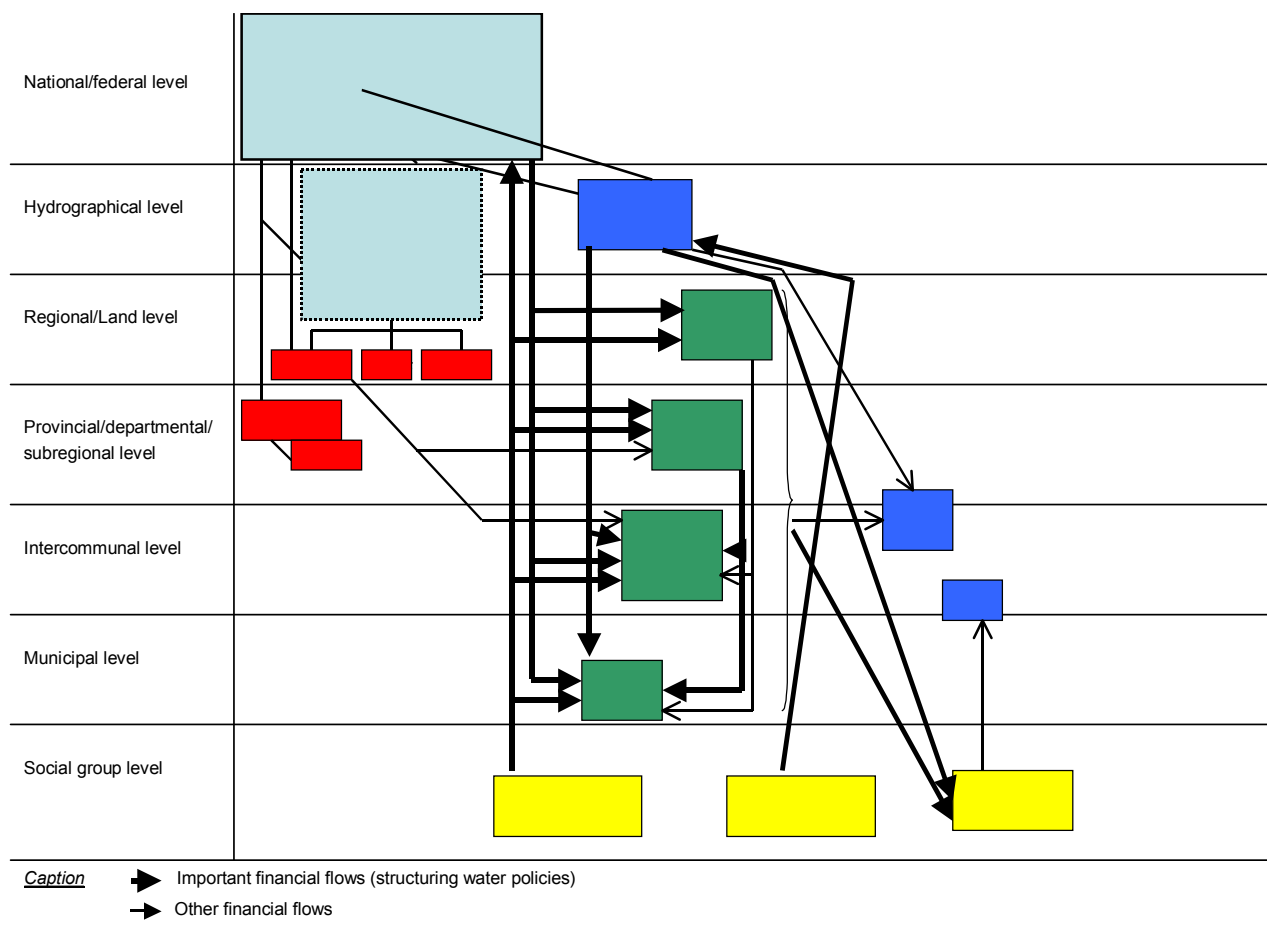 National/federal level
Hydrographical level
Regional/Land level
Provincial/departmental/
subregional level
Intercommunal level
Municipal level
Social group level
Caption
Important financial flows (structuring water policies)
Other financial flows